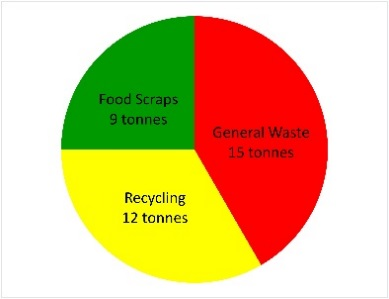 Food Scraps
9 tonnes
General Waste
15 tonnes
Recycling
12 tonnes